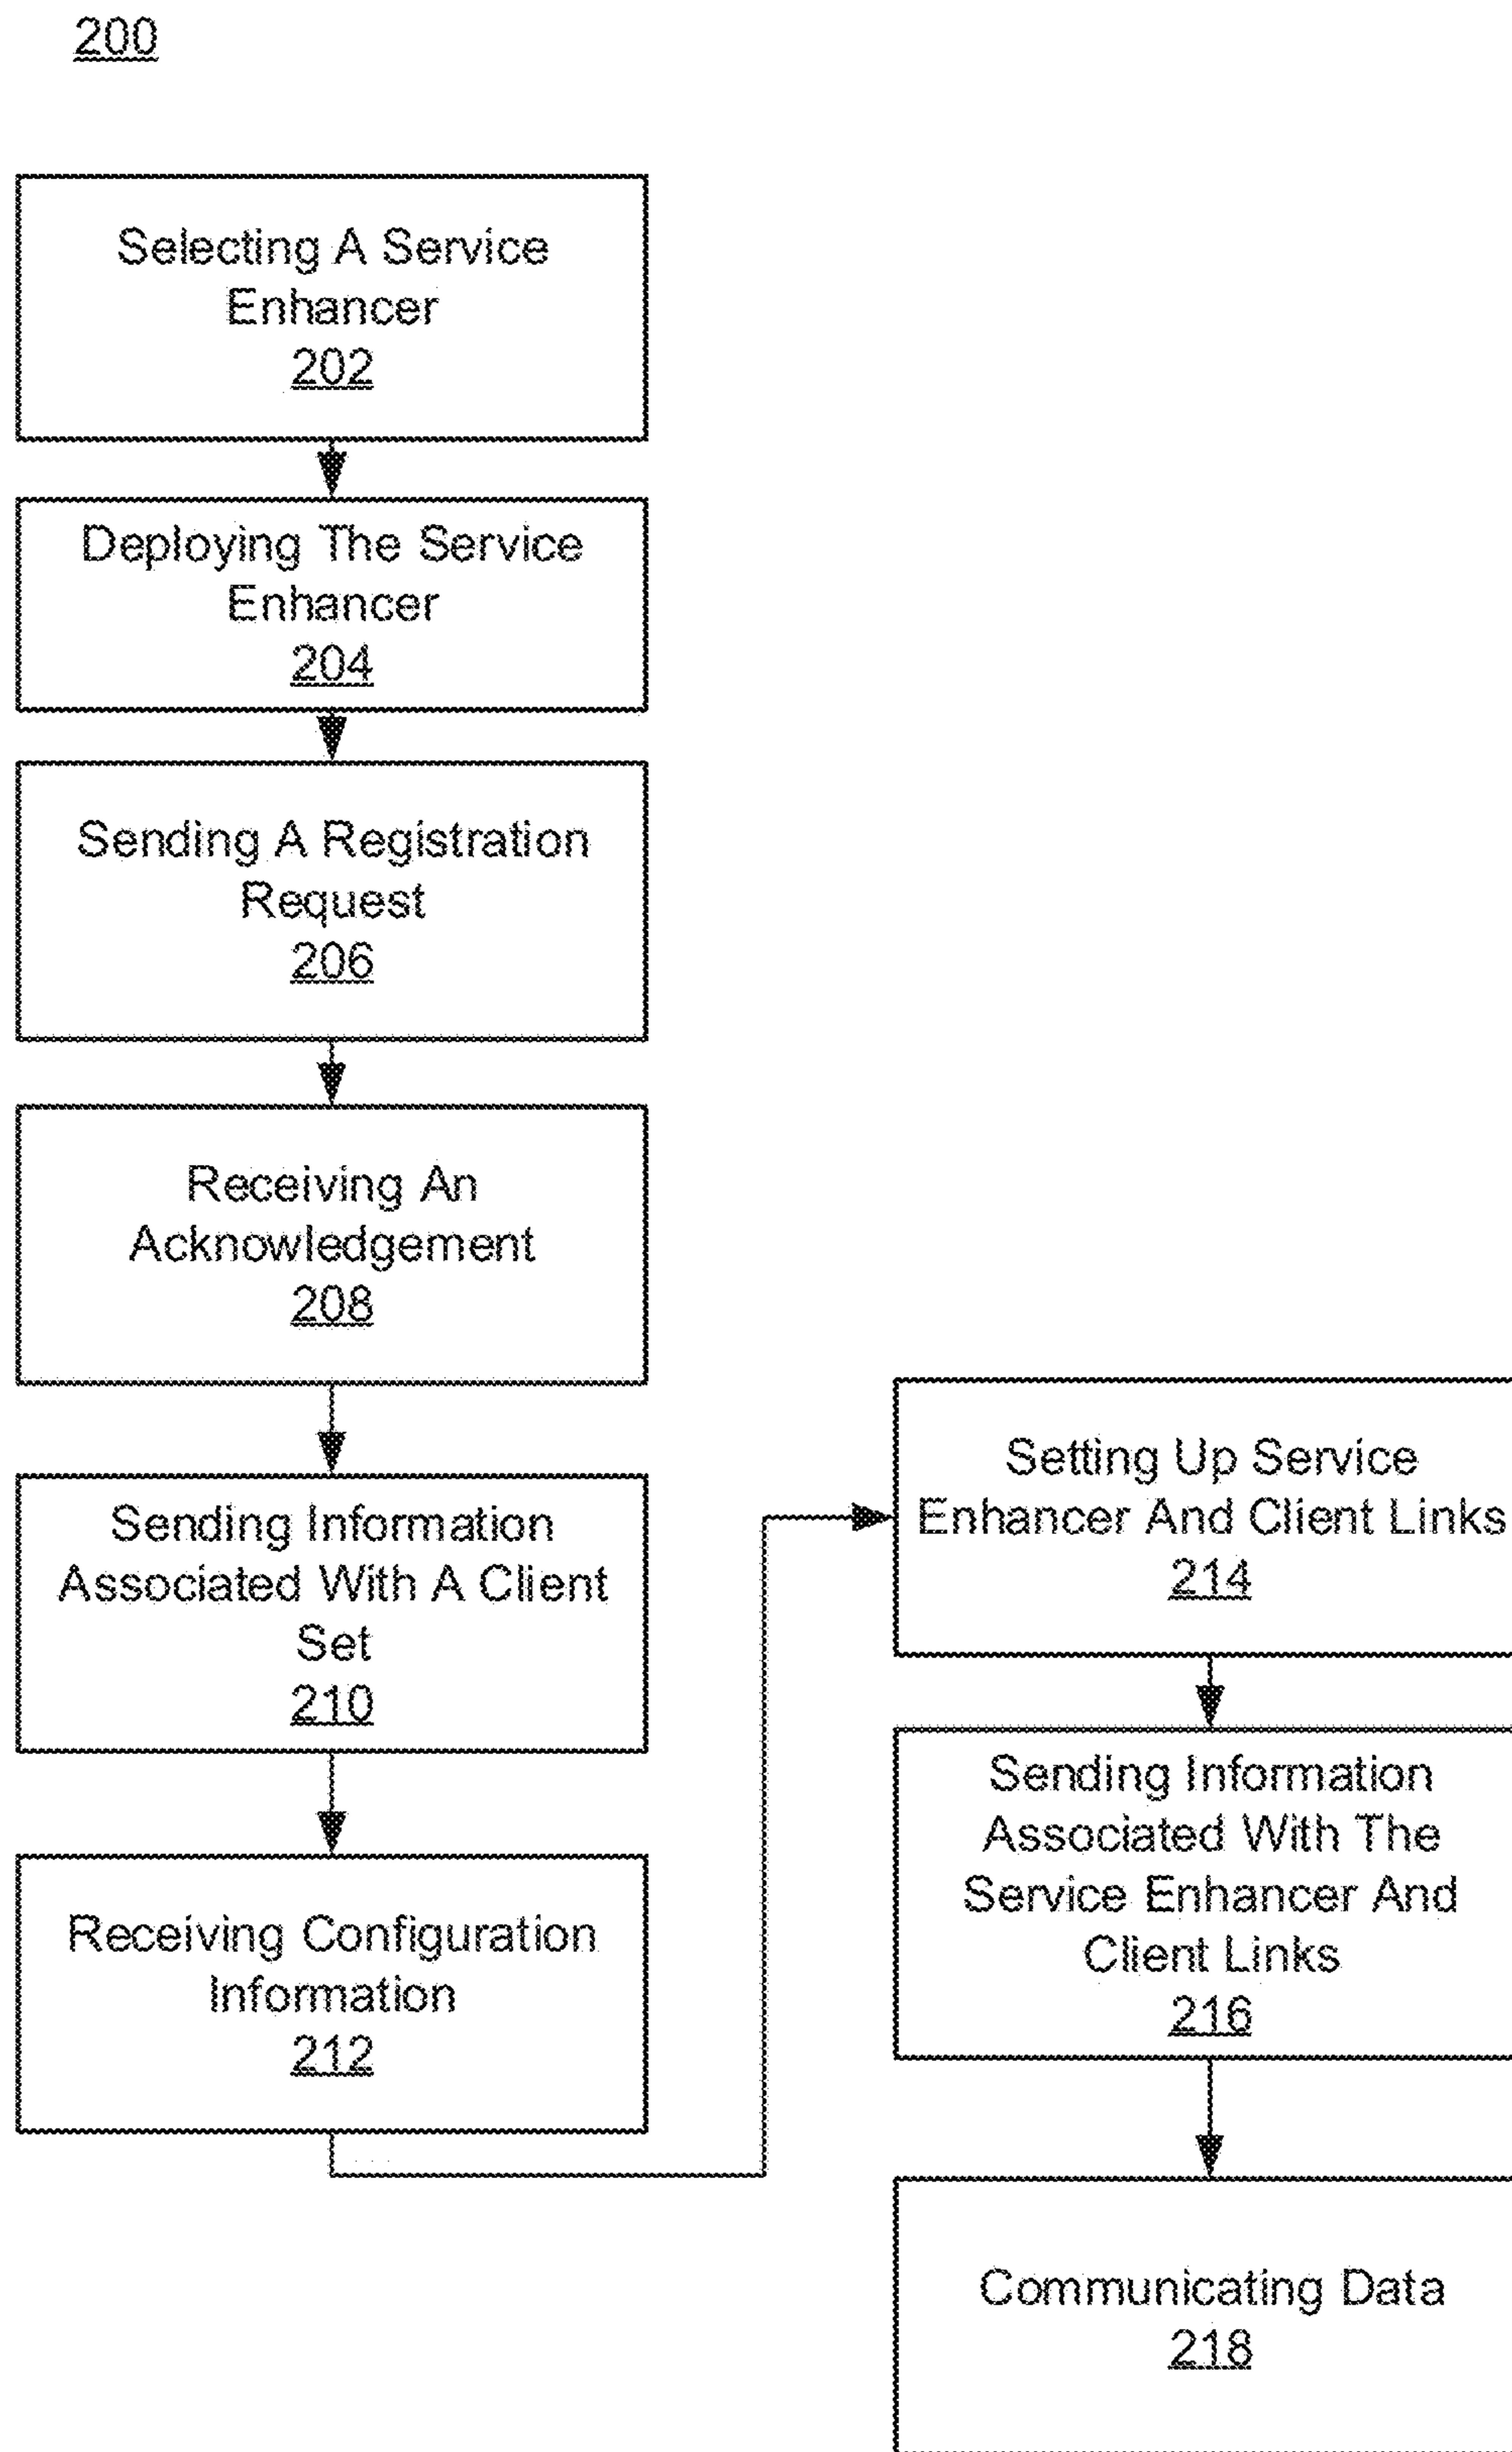 200
Selecting A Service
Enhancer
202
Deploying The Service
Enhancer
204
Sending A Registration
Request
206
Receiving An
Acknowledgement
208
Sending Information
Associated With A Client
Set
210
Receiving Configuration
Information
212
Setting Up Service
Enhancer And Client Links
214
Sending Information
Associated With The
Service Enhancer And
Client Links
216
Communicating Data
218